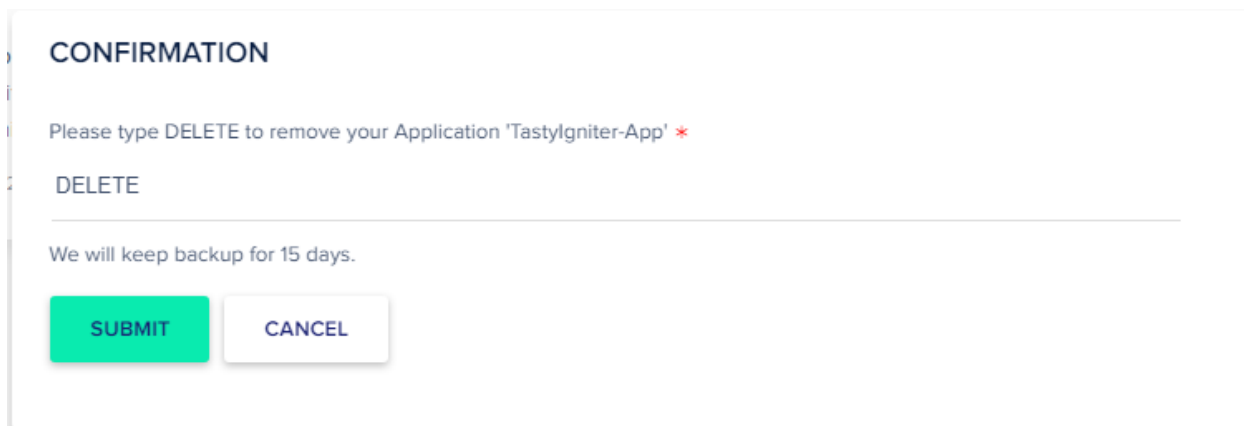 CONFIRMATION
Please type DELETE to remove your Application 'TastyIgniter-App' *
DELETE
We will keep backup for 15 days.
SUBMIT CANCEL